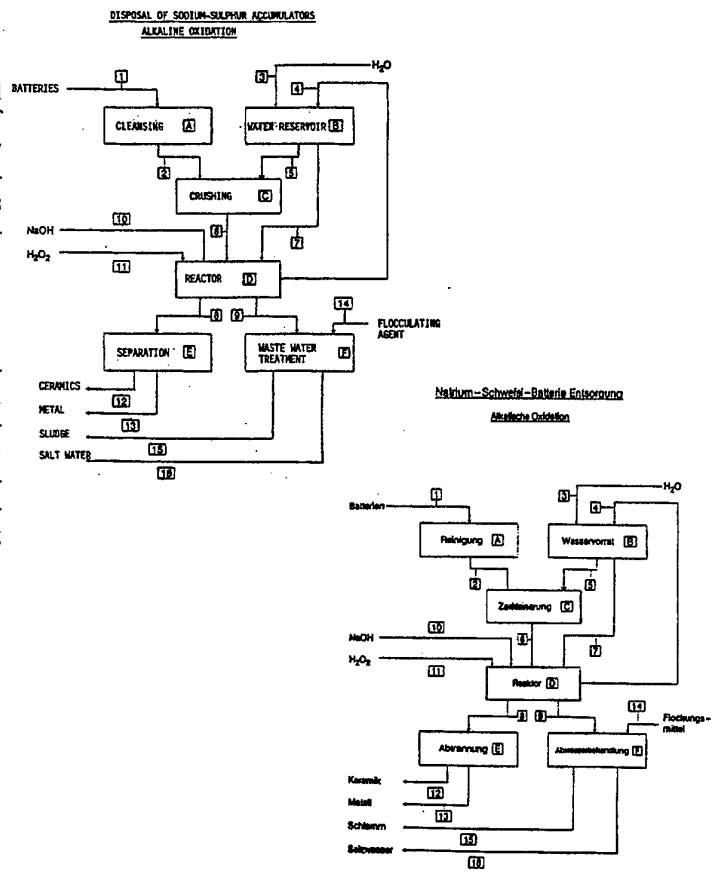 DISPOSAL OF SODIUM-SULPHUR ACCUMULATORS
ALKALINE OXIDATION
1
3
H₂O
4
BATTERIES
CLEANSING A
WATER-RESERVOIR B
2
5
CRUSHING C
10
6
7
NaOH
H₂O₂
11
REACTOR D
8
9
14
FLOCCULATING
AGENT
SEPARATION E
WASTE WATER
TREATMENT F
CERAMICS
12
METAL
13
SLUDGE
15
SALT WATER
16
Natrium-Schwefel-Batterie Entsorgung
Alkalische Oxidation
1
3
H₂O
4
Batterien
Reinigung A
Wasservorrat B
2
5
Zerkleinerung C
10
6
7
NaOH
H₂O₂
11
Reaktor D
8
9
14
Flockungs-
mittel
Abtrennung E
Abwasserbehandlung F
Keramik
12
Metall
13
Schlamm
15
Salzwasser
16